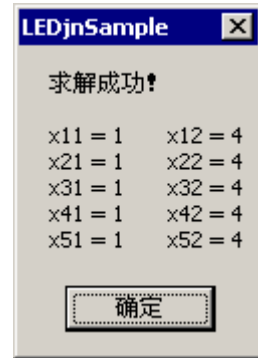 LEDjnSample
求解成功!
x11 = 1 x12 = 4
x21 = 1 x22 = 4
x31 = 1 x32 = 4
x41 = 1 x42 = 4
x51 = 1 x52 = 4
确定